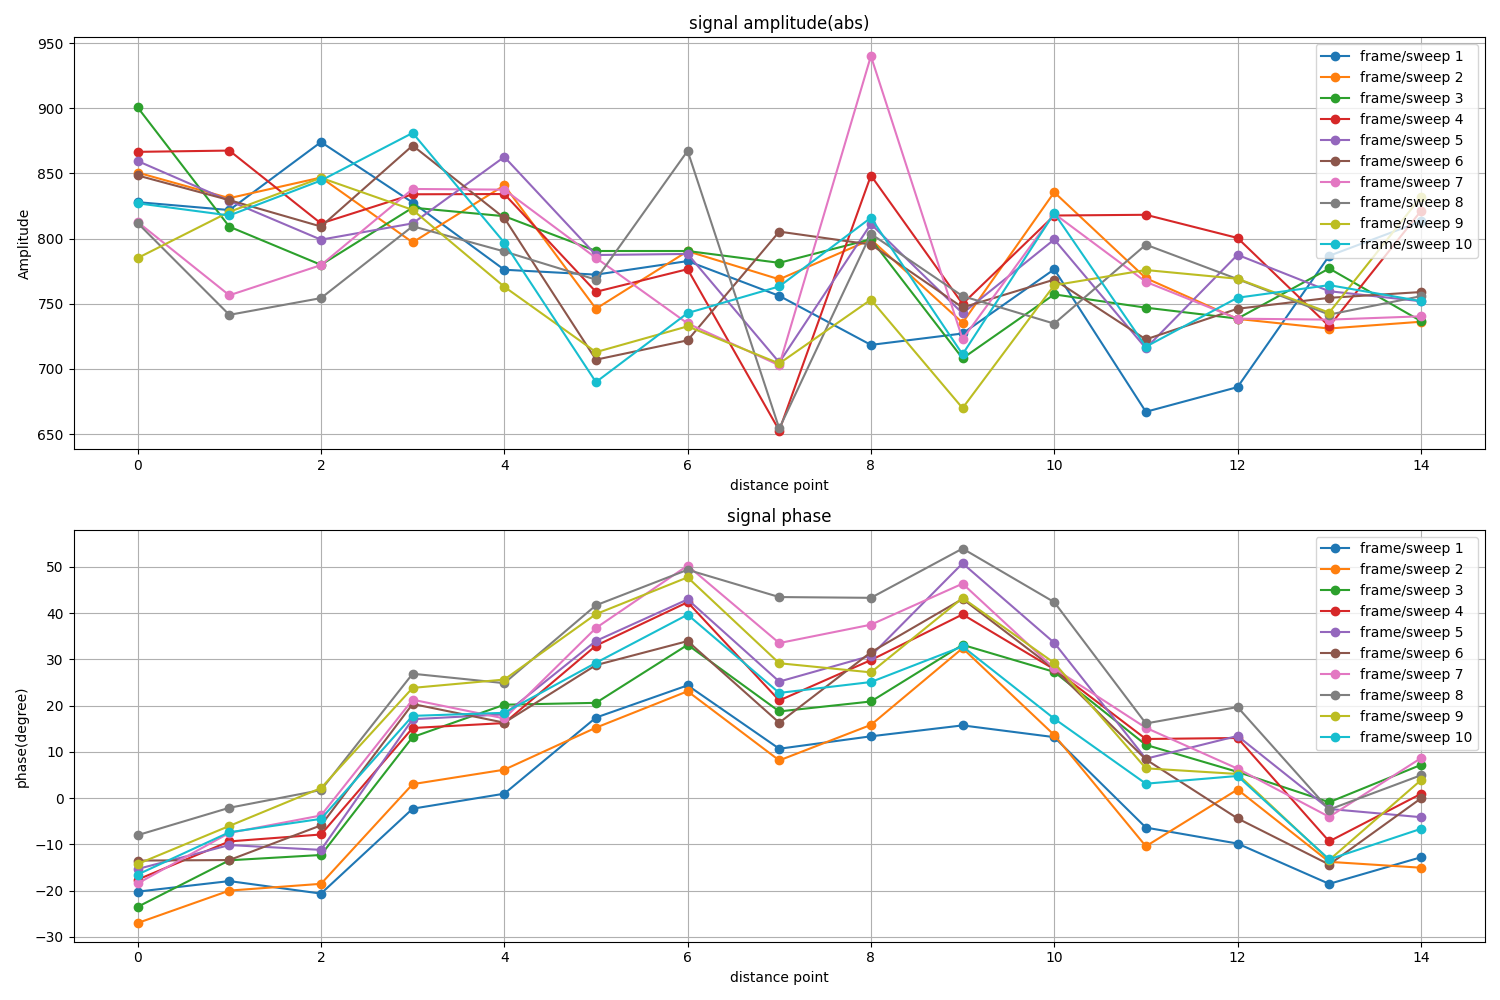 signal amplitude(abs)
Amplitude
950
900
850
800
750
700
650
0 2 4 6 8 10 12 14
distance point
frame/sweep 1
frame/sweep 2
frame/sweep 3
frame/sweep 4
frame/sweep 5
frame/sweep 6
frame/sweep 7
frame/sweep 8
frame/sweep 9
frame/sweep 10
signal phase
phase(degree)
50
40
30
20
10
0
−10
−20
−30
0 2 4 6 8 10 12 14
distance point
frame/sweep 1
frame/sweep 2
frame/sweep 3
frame/sweep 4
frame/sweep 5
frame/sweep 6
frame/sweep 7
frame/sweep 8
frame/sweep 9
frame/sweep 10